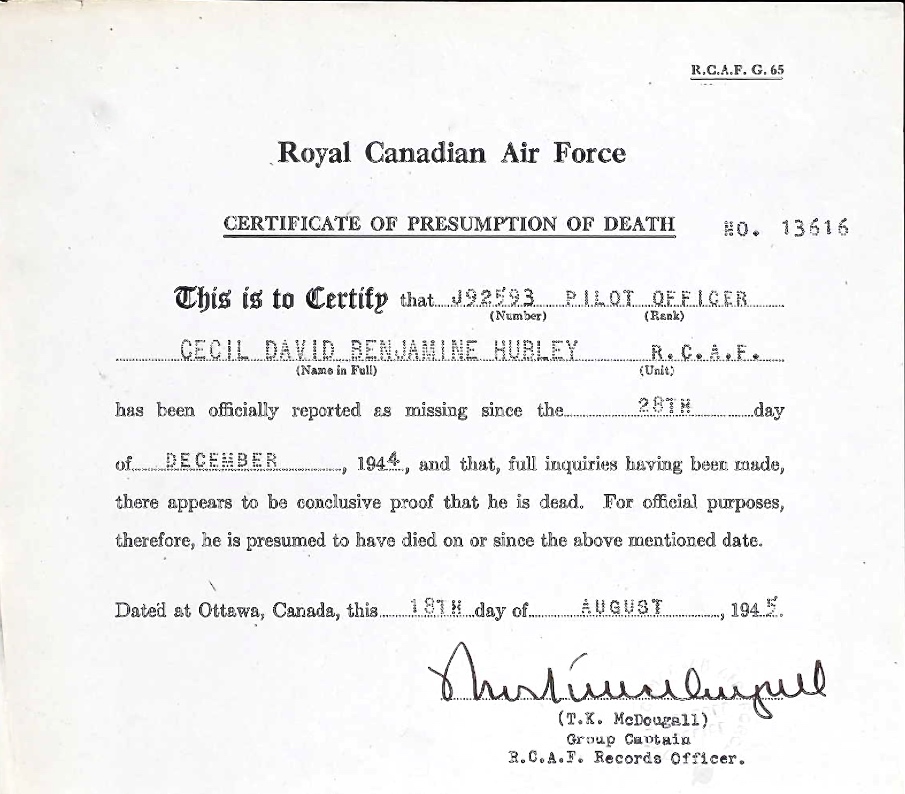 R.C.A.F. G. 65
Royal Canadian Air Force
CERTIFICATE OF PRESUMPTION OF DEATH NO. 13616
This is to Certify that J92593 PILOT OFFICER
(Number) (Rank)
CECIL DAVID BENJAMINE HUBLEY R.C.A.F.
(Name in Full) (Unit)
has been officially reported as missing since the 28TH day
of DECEMBER, 1944, and that, full inquiries having been made,
there appears to be conclusive proof that he is dead. For official purposes,
therefore, he is presumed to have died on or since the above mentioned date.
Dated at Ottawa, Canada, this 18TH day of AUGUST, 1945.
(T.K. McDougall)
Group Captain
R.C.A.F. Records Officer.